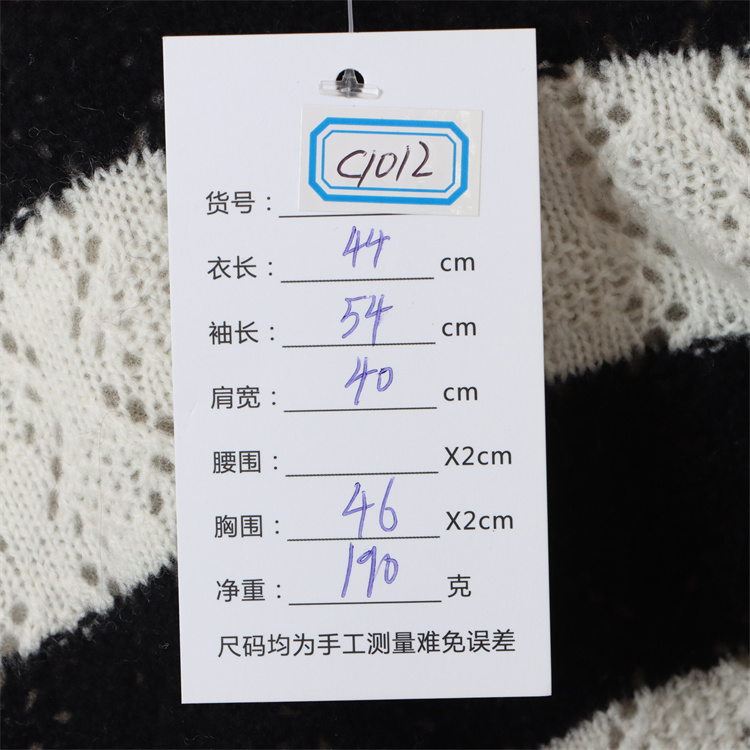 货号： C1012
衣长： 44 cm
袖长： 54 cm
肩宽： 40 cm
腰围： X2cm
胸围： 46 X2cm
净重： 190 克
尺码均为手工测量难免误差